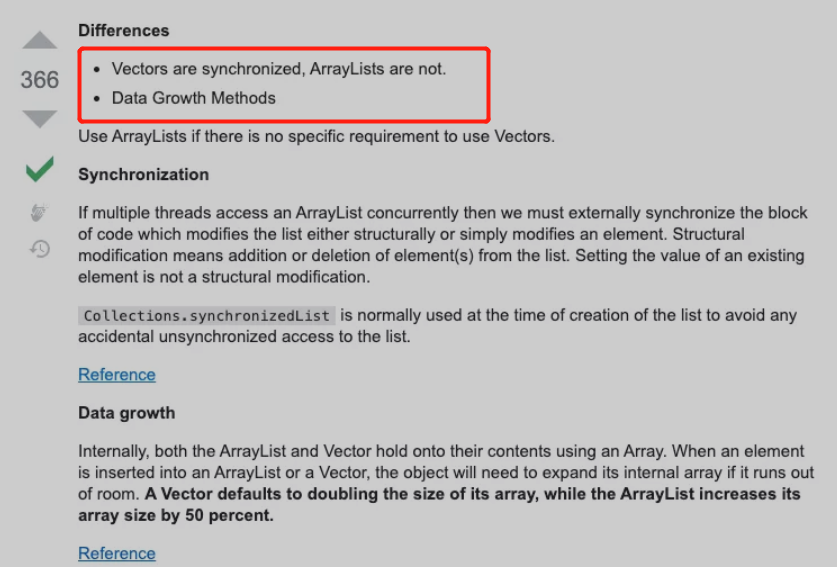 Differences
366
• Vectors are synchronized, ArrayLists are not.
• Data Growth Methods
Use ArrayLists if there is no specific requirement to use Vectors.
Synchronization
If multiple threads access an ArrayList concurrently then we must externally synchronize the block
of code which modifies the list either structurally or simply modifies an element. Structural
modification means addition or deletion of element(s) from the list. Setting the value of an existing
element is not a structural modification.
Collections.synchronizedList is normally used at the time of creation of the list to avoid any
accidental unsynchronized access to the list.
Reference
Data growth
Internally, both the ArrayList and Vector hold onto their contents using an Array. When an element
is inserted into an ArrayList or a Vector, the object will need to expand its internal array if it runs out
of room. A Vector defaults to doubling the size of its array, while the ArrayList increases its
array size by 50 percent.
Reference